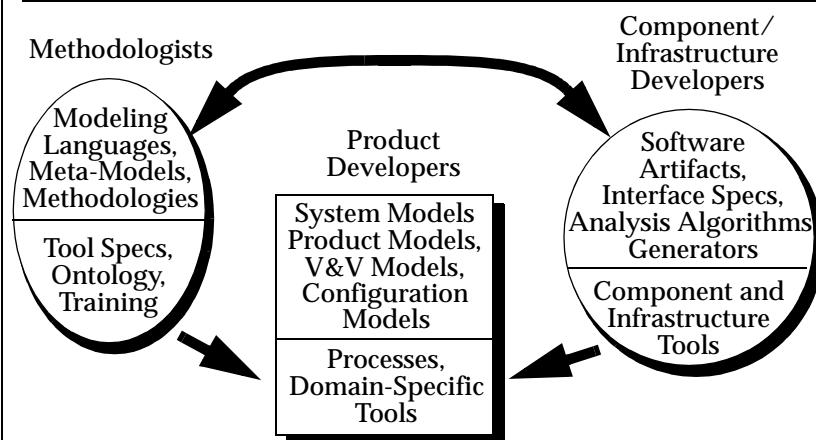 Methodologists
Modeling
Languages,
Meta-Models,
Methodologies
Tool Specs,
Ontology,
Training
Product
Developers
System Models
Product Models,
V&V Models,
Configuration
Models
Processes,
Domain-Specific
Tools
Component/
Infrastructure
Developers
Software
Artifacts,
Interface Specs,
Analysis Algorithms
Generators
Component and
Infrastructure
Tools